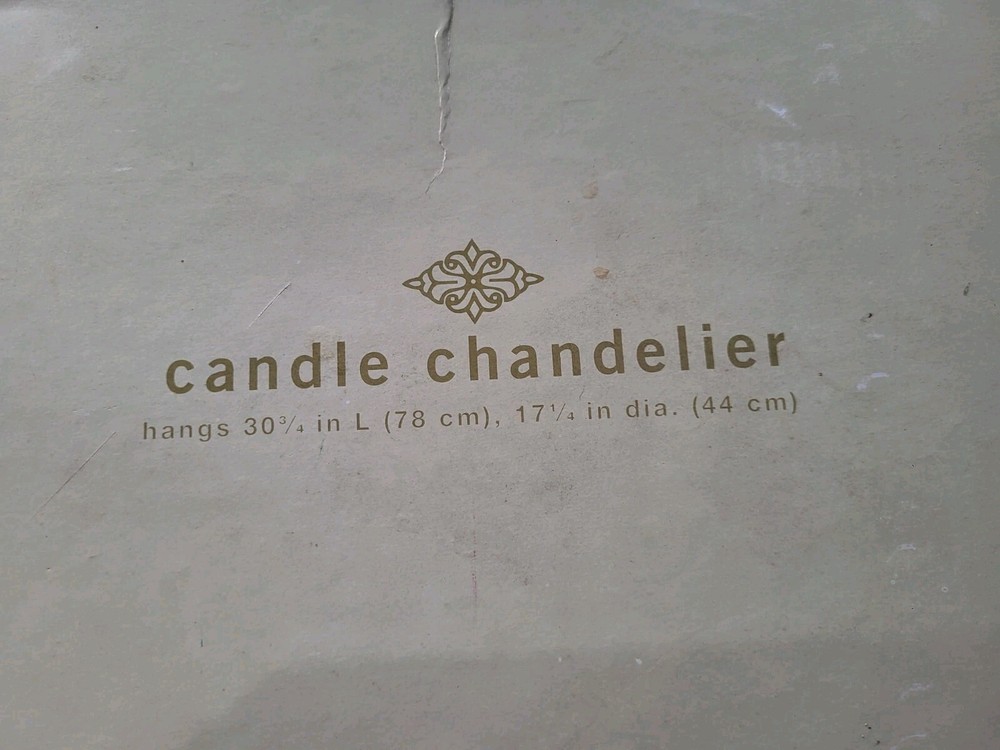 candle chandelier
hangs 30¾ in L (78 cm), 17¼ in dia. (44 cm)